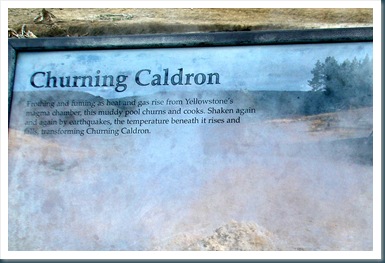 Churning Caldron
Frothing and fuming as heat and gas rise from Yellowstone's
magma chamber, this muddy pool churns and cooks. Shaken again
and again by earthquakes, the temperature beneath it rises and
falls, transforming Churning Caldron.